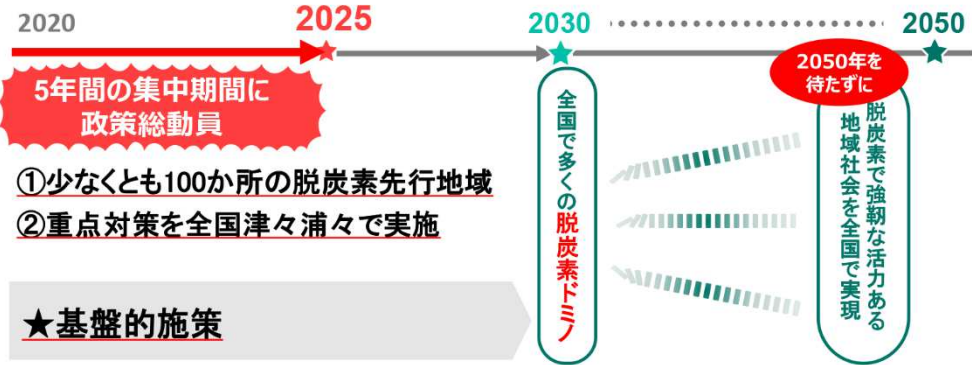 2020
2025
2030
2050
5年間の集中期間に
政策総動員
①少なくとも100か所の脱炭素先行地域
②重点対策を全国津々浦々で実施
★基盤的施策
全国で多くの脱炭素ドミノ
2050年を
待たずに
脱炭素で強靭な活力ある
地域社会を全国で実現